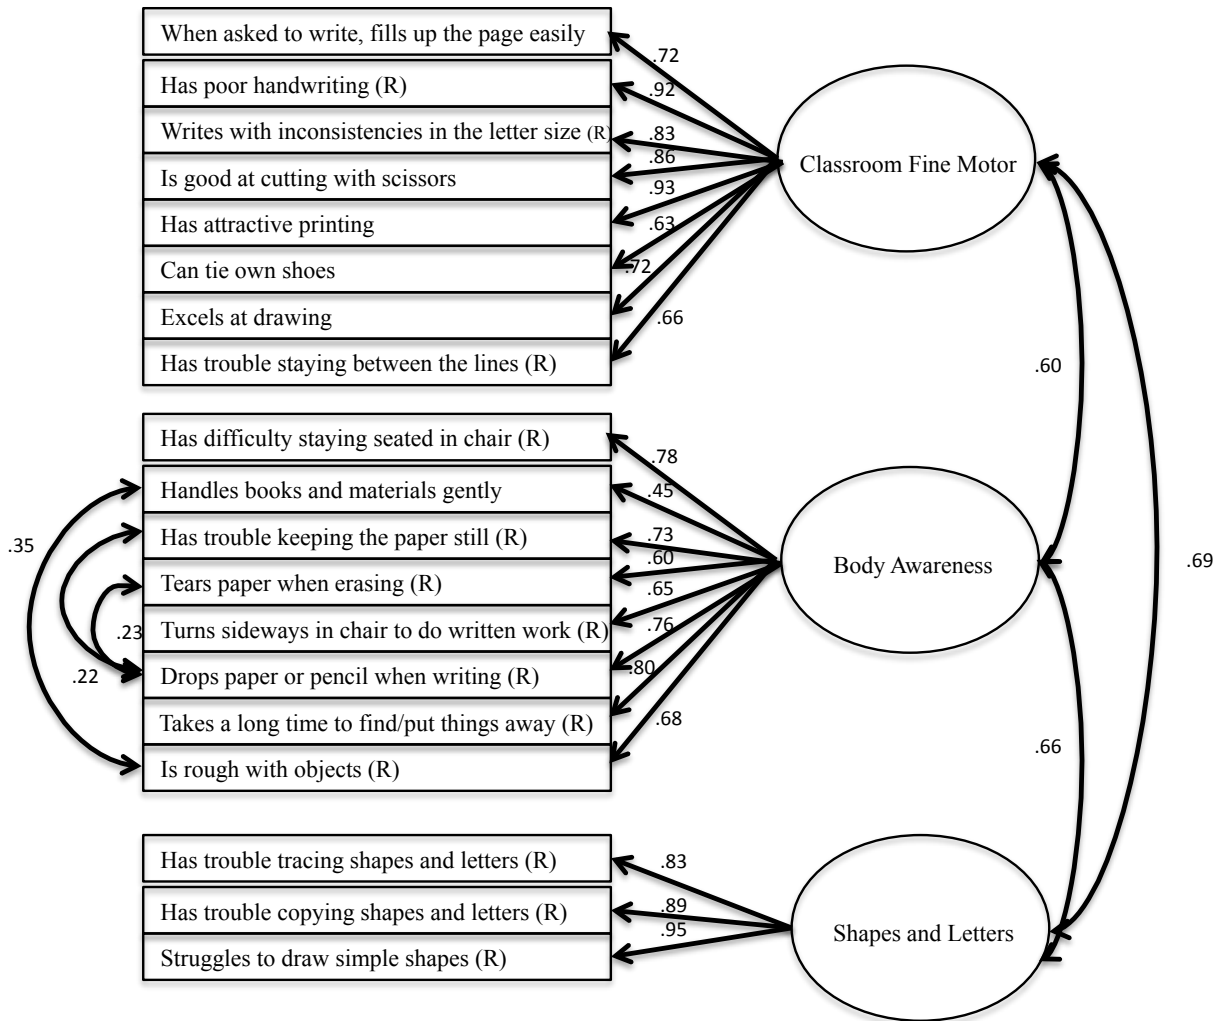 When asked to write, fills up the page easily
.72
Has poor handwriting (R)
.92
Writes with inconsistencies in the letter size (R)
.83
.86
Is good at cutting with scissors
Classroom Fine Motor
.93
Has attractive printing
.63
Can tie own shoes
.72
Excels at drawing
.66
Has trouble staying between the lines (R)
.60
Has difficulty staying seated in chair (R)
.78
Handles books and materials gently
.45
.35
Has trouble keeping the paper still (R)
.73
.60
Body Awareness
.69
Tears paper when erasing (R)
.65
.23
Turns sideways in chair to do written work (R)
.76
.22
Drops paper or pencil when writing (R)
.80
Takes a long time to find/put things away (R)
.68
.66
Is rough with objects (R)
Has trouble tracing shapes and letters (R)
.83
Has trouble copying shapes and letters (R)
.89
.95
Shapes and Letters
Struggles to draw simple shapes (R)